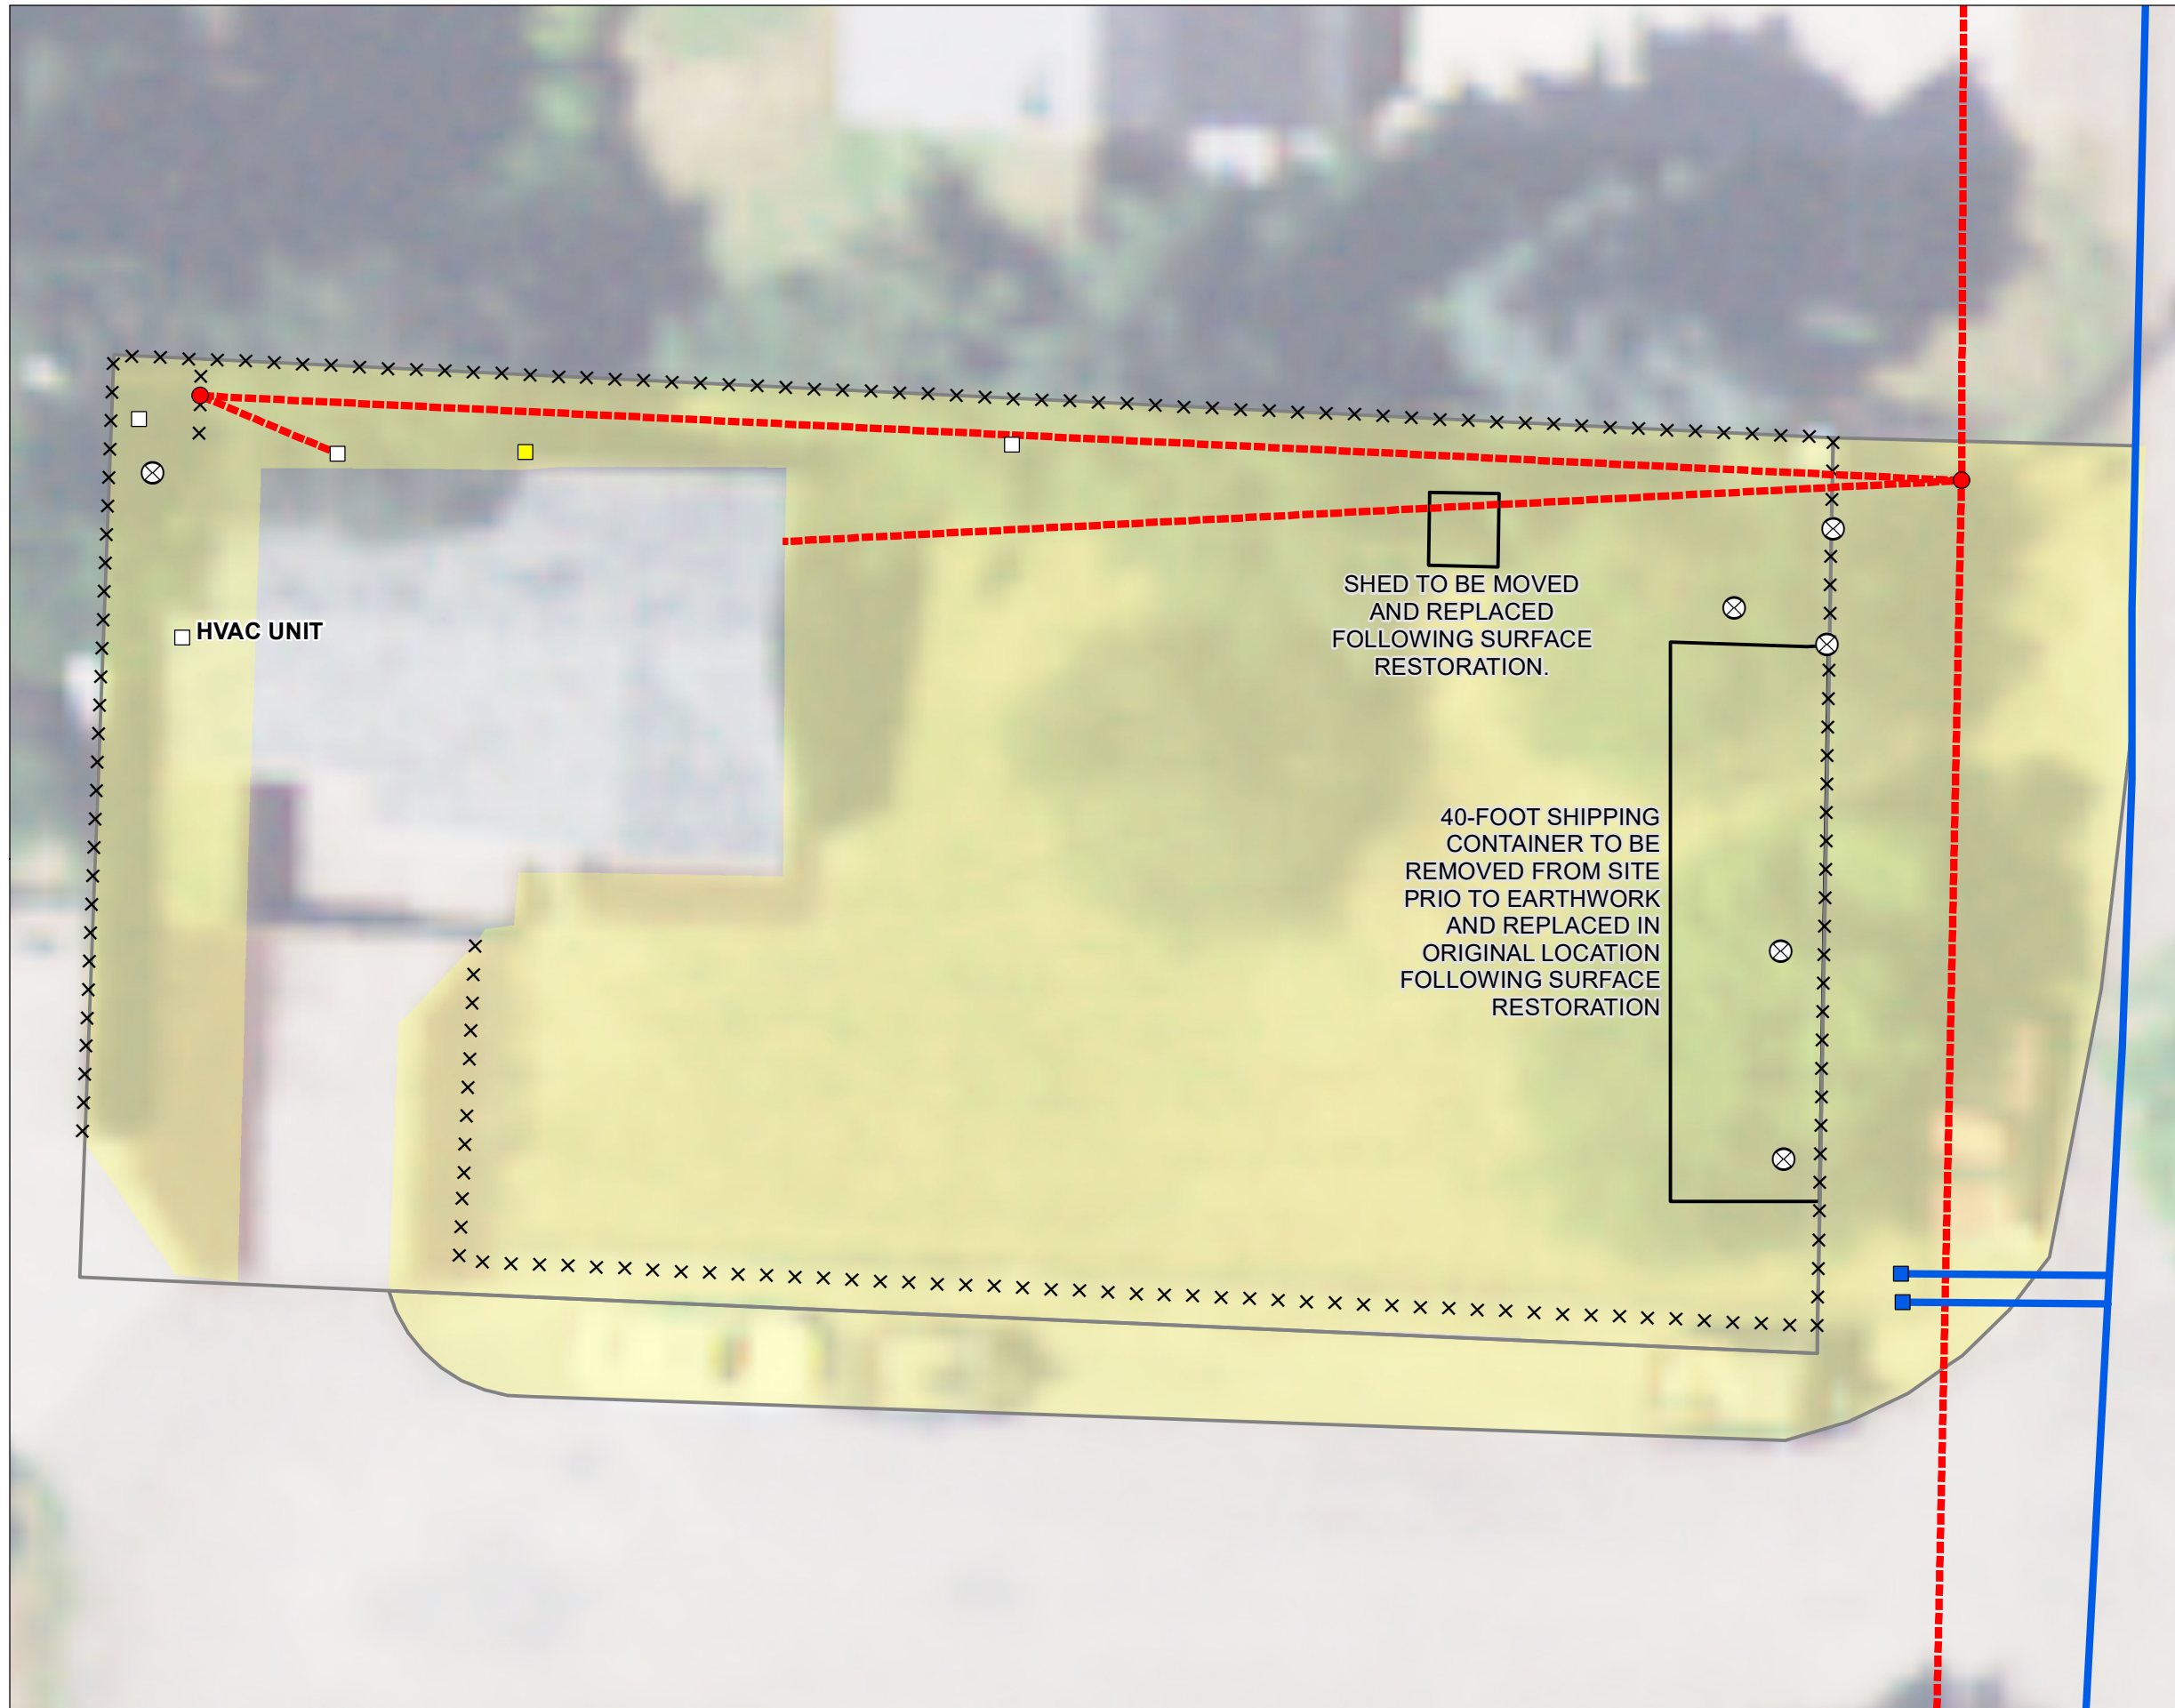 SHED TO BE MOVED
AND REPLACED
FOLLOWING SURFACE
RESTORATION.
HVAC UNIT
40-FOOT SHIPPING
CONTAINER TO BE
REMOVED FROM SITE
PRIO TO EARTHWORK
AND REPLACED IN
ORIGINAL LOCATION
FOLLOWING SURFACE
RESTORATION